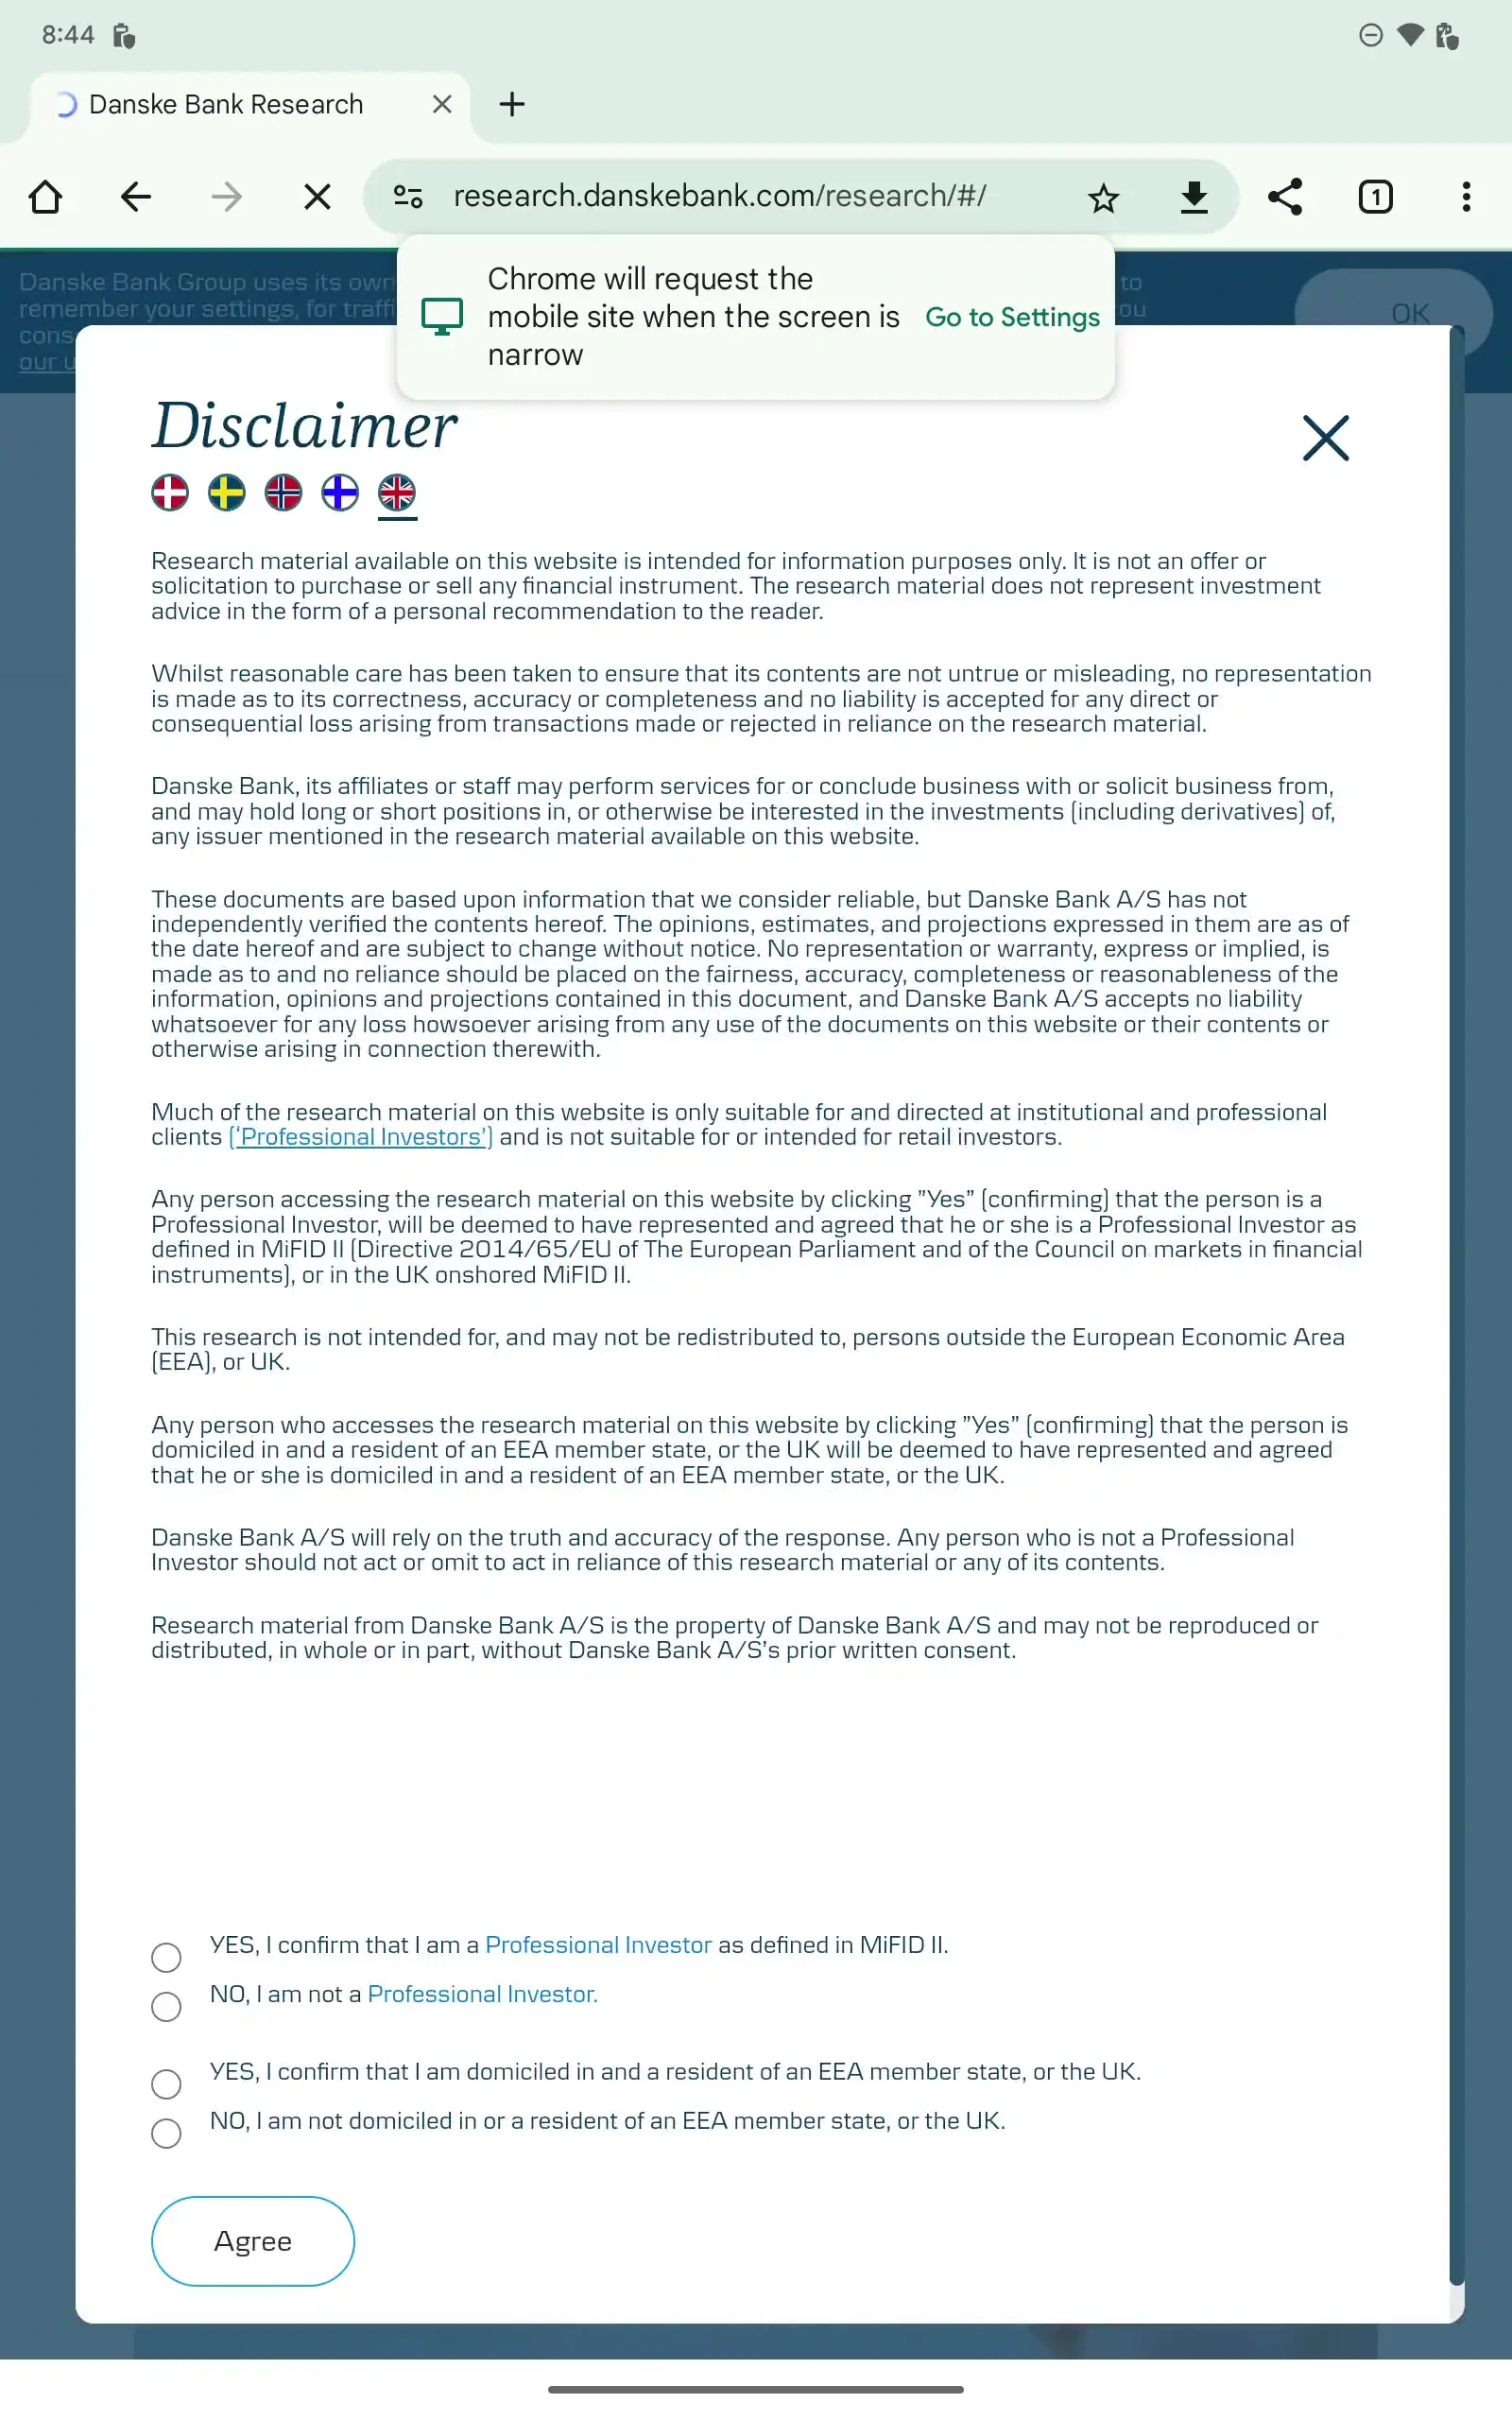 8:44
Danske Bank Research
research.danskebank.com/research/#/
1
Chrome will request the
mobile site when the screen is
narrow
Go to Settings
Danske Bank Group uses its own
to
remember your settings, for traffi
ou
cons
our u
OK
Disclaimer
Research material available on this website is intended for information purposes only. It is not an offer or
solicitation to purchase or sell any financial instrument. The research material does not represent investment
advice in the form of a personal recommendation to the reader.
Whilst reasonable care has been taken to ensure that its contents are not untrue or misleading, no representation
is made as to its correctness, accuracy or completeness and no liability is accepted for any direct or
consequential loss arising from transactions made or rejected in reliance on the research material.
Danske Bank, its affiliates or staff may perform services for or conclude business with or solicit business from,
and may hold long or short positions in, or otherwise be interested in the investments (including derivatives) of,
any issuer mentioned in the research material available on this website.
These documents are based upon information that we consider reliable, but Danske Bank A/S has not
independently verified the contents hereof. The opinions, estimates, and projections expressed in them are as of
the date hereof and are subject to change without notice. No representation or warranty, express or implied, is
made as to and no reliance should be placed on the fairness, accuracy, completeness or reasonableness of the
information, opinions and projections contained in this document, and Danske Bank A/S accepts no liability
whatsoever for any loss howsoever arising from any use of the documents on this website or their contents or
otherwise arising in connection therewith.
Much of the research material on this website is only suitable for and directed at institutional and professional
clients (‘Professional Investors’) and is not suitable for or intended for retail investors.
Any person accessing the research material on this website by clicking ”Yes” (confirming) that the person is a
Professional Investor, will be deemed to have represented and agreed that he or she is a Professional Investor as
defined in MiFID II (Directive 2014/65/EU of The European Parliament and of the Council on markets in financial
instruments), or in the UK onshored MiFID II.
This research is not intended for, and may not be redistributed to, persons outside the European Economic Area
(EEA), or UK.
Any person who accesses the research material on this website by clicking ”Yes” (confirming) that the person is
domiciled in and a resident of an EEA member state, or the UK will be deemed to have represented and agreed
that he or she is domiciled in and a resident of an EEA member state, or the UK.
Danske Bank A/S will rely on the truth and accuracy of the response. Any person who is not a Professional
Investor should not act or omit to act in reliance of this research material or any of its contents.
Research material from Danske Bank A/S is the property of Danske Bank A/S and may not be reproduced or
distributed, in whole or in part, without Danske Bank A/S’s prior written consent.
YES, I confirm that I am a Professional Investor as defined in MiFID II.
NO, I am not a Professional Investor.
YES, I confirm that I am domiciled in and a resident of an EEA member state, or the UK.
NO, I am not domiciled in or a resident of an EEA member state, or the UK.
Agree